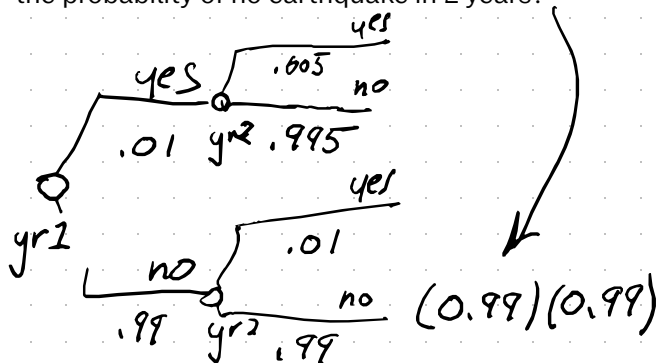 the probability of no earthquake in 2 years?
yes
.005
yes
no
.01
yr2
.995
yr1
yes
.01
no
no
(0.99)(0.99)
.99
yr2
.99